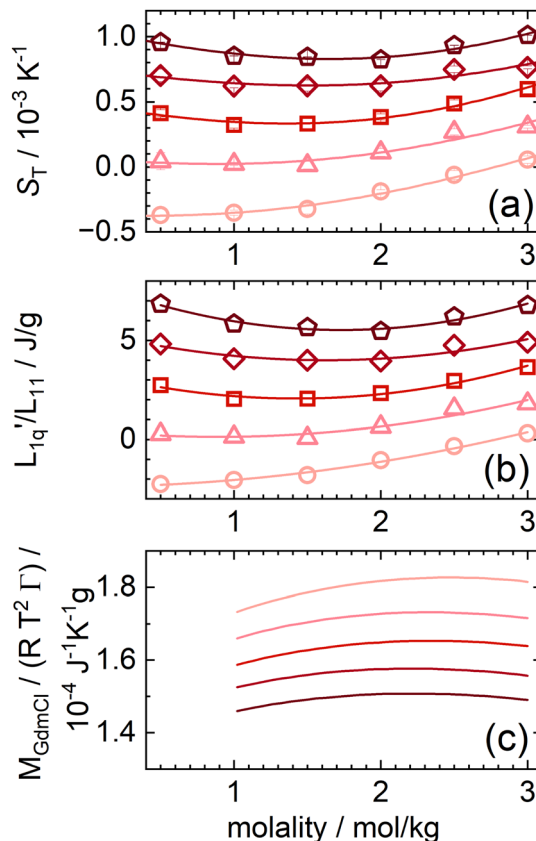 S_T / 10⁻³ K⁻¹
1.0
0.5
0.0
−0.5
(a)
1
2
3
L_1q'/L_11 / J/g
5
0
(b)
1
2
3
M_GdmCl / (R T² Γ) /
10⁻⁴ J⁻¹K⁻¹g
1.8
1.6
1.4
(c)
1
2
3
molality / mol/kg